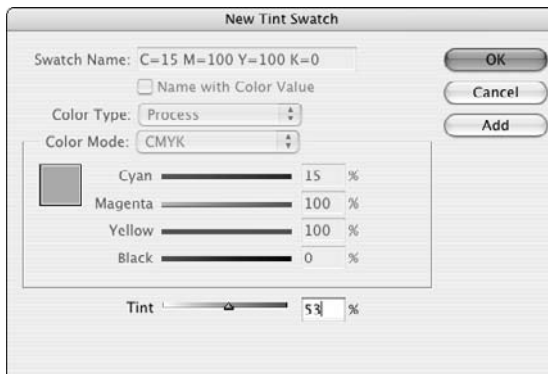 New Tint Swatch
Swatch Name: C=15 M=100 Y=100 K=0
OK
Name with Color Value
Cancel
Color Type: Process
Add
Color Mode: CMYK
Cyan 15 %
Magenta 100 %
Yellow 100 %
Black 0 %
Tint 53 %